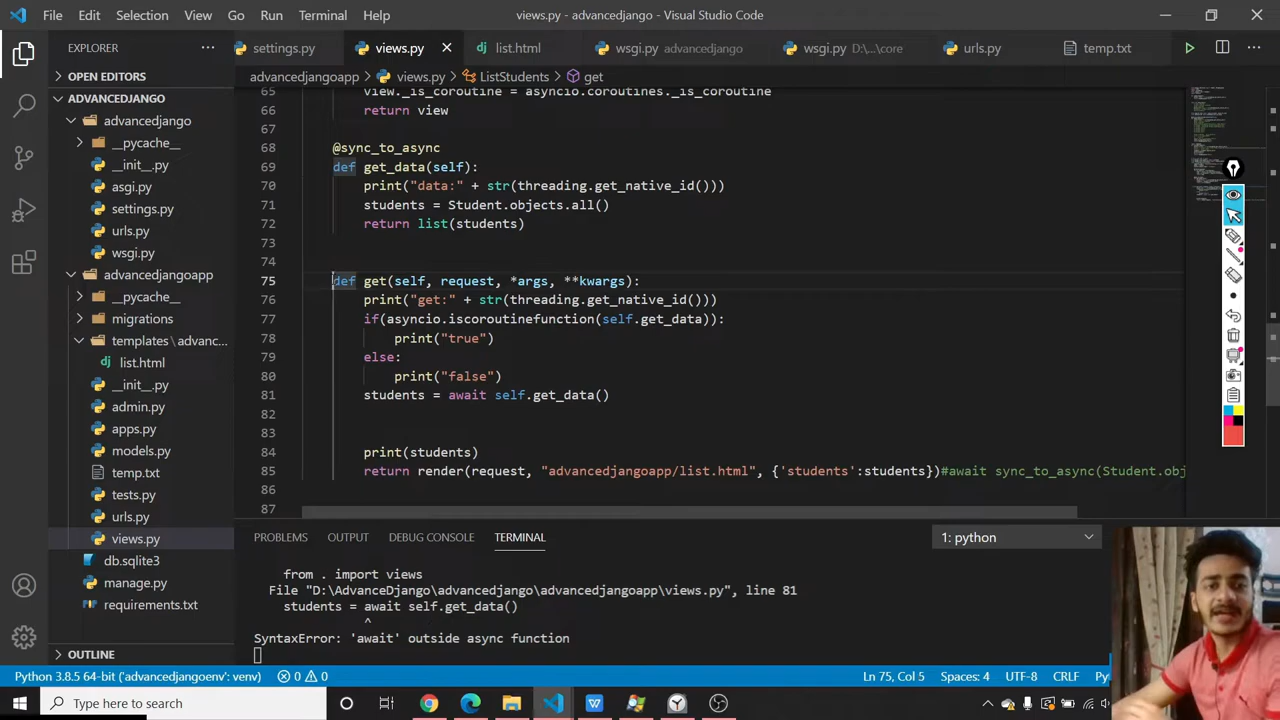 File Edit Selection View Go Run Terminal Help
views.py - advancedjango - Visual Studio Code
EXPLORER
settings.py
views.py
list.html
wsgi.py advancedjango
wsgi.py D:\...\core
urls.py
temp.txt
OPEN EDITORS
ADVANCEDJANGO
advancedjango
__pycache__
__init__.py
asgi.py
settings.py
urls.py
wsgi.py
advancedjangoapp
__pycache__
migrations
templates \ advanc...
list.html
__init__.py
admin.py
apps.py
models.py
temp.txt
tests.py
urls.py
views.py
db.sqlite3
manage.py
requirements.txt
OUTLINE
advancedjangoapp > views.py > ListStudents > get
65 view._is_coroutine = asyncio.coroutines._is_coroutine
66 return view
67
68 @sync_to_async
69 def get_data(self):
70 print("data:" + str(threading.get_native_id()))
71 students = Student.objects.all()
72 return list(students)
73
74
75 def get(self, request, *args, **kwargs):
76 print("get:" + str(threading.get_native_id()))
77 if(asyncio.iscoroutinefunction(self.get_data)):
78 print("true")
79 else:
80 print("false")
81 students = await self.get_data()
82
83
84 print(students)
85 return render(request, "advancedjangoapp/list.html", {'students':students})#await sync_to_async(Student.obj
86
87
PROBLEMS OUTPUT DEBUG CONSOLE TERMINAL
1: python
from . import views
File "D:\AdvanceDjango\advancedjango\advancedjangoapp\views.py", line 81
students = await self.get_data()
^
SyntaxError: 'await' outside async function
Python 3.8.5 64-bit ('advancedjangoenv': venv) 0 0
Ln 75, Col 5 Spaces: 4 UTF-8 CRLF Py
Type here to search